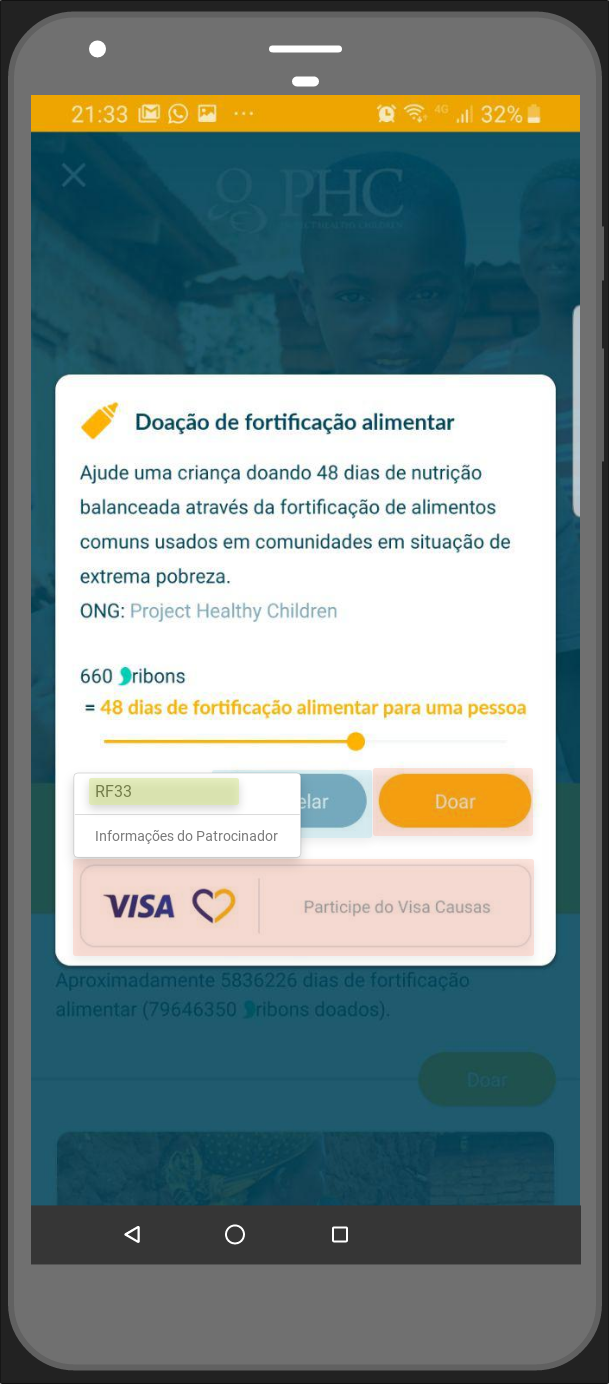 21:33 ... 4G 32%
PHC
Doação de fortificação alimentar
Ajude uma criança doando 48 dias de nutrição
balanceada através da fortificação de alimentos
comuns usados em comunidades em situação de
extrema pobreza.
ONG: Project Healthy Children
660 ribons
= 48 dias de fortificação alimentar para uma pessoa
RF33
elar Doar
Informações do Patrocinador
VISA Participe do Visa Causas
Aproximadamente 5836226 dias de fortificação
alimentar (79646350 ribons doados).
Doar